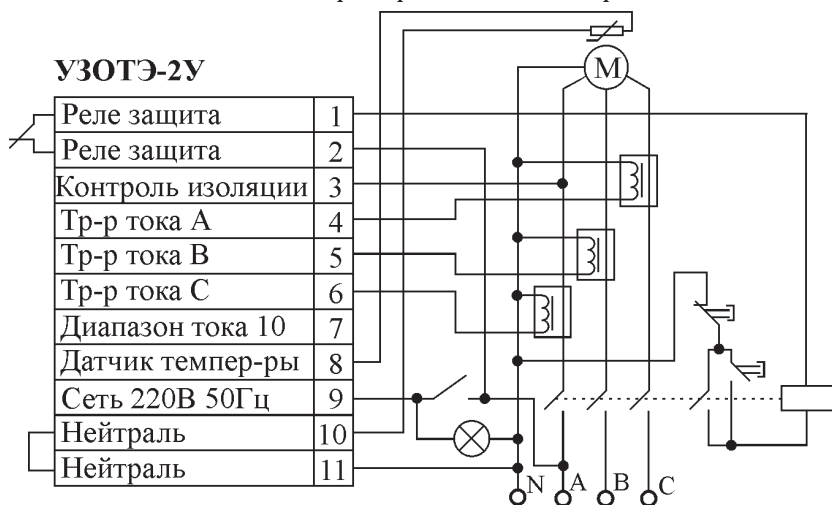 УЗОТЭ-2У
M
Реле защита 1
Реле защита 2
Контроль изоляции 3
Тр-р тока А 4
Тр-р тока В 5
Тр-р тока С 6
Диапазон тока 10 7
Датчик темпер-ры 8
Сеть 220В 50Гц 9
Нейтраль 10
Нейтраль 11
N A B C